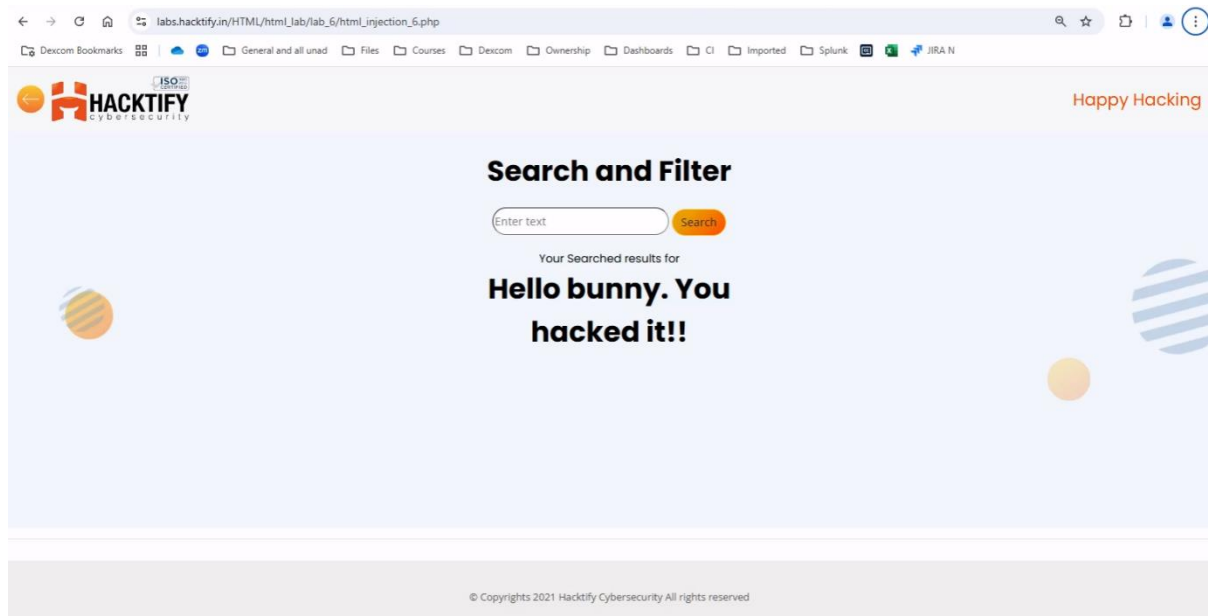 labs.hacktify.in/HTML/html_lab/lab_6/html_injection_6.php
Dexcom Bookmarks General and all unad Files Courses Dexcom Ownership Dashboards CI Imported Splunk JIRA N
ISO
CERTIFIED
HACKTIFY
cybersecurity
Happy Hacking
Search and Filter
Enter text Search
Your Searched results for
Hello bunny. You
hacked it!!
© Copyrights 2021 Hacktify Cybersecurity All rights reserved